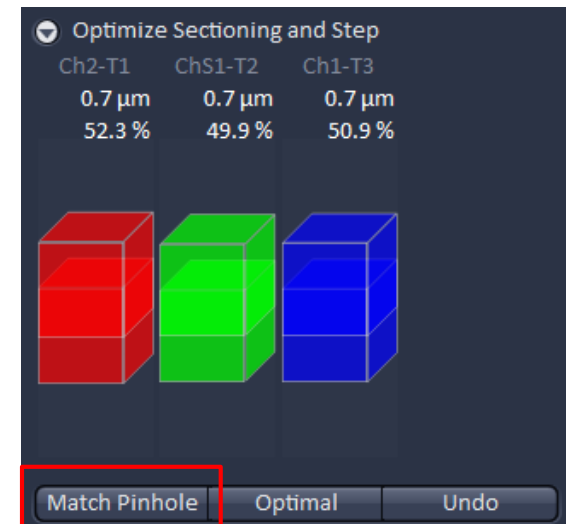 Optimize Sectioning and Step
Ch2-T1 ChS1-T2 Ch1-T3
0.7 µm 0.7 µm 0.7 µm
52.3 % 49.9 % 50.9 %
Match Pinhole Optimal Undo